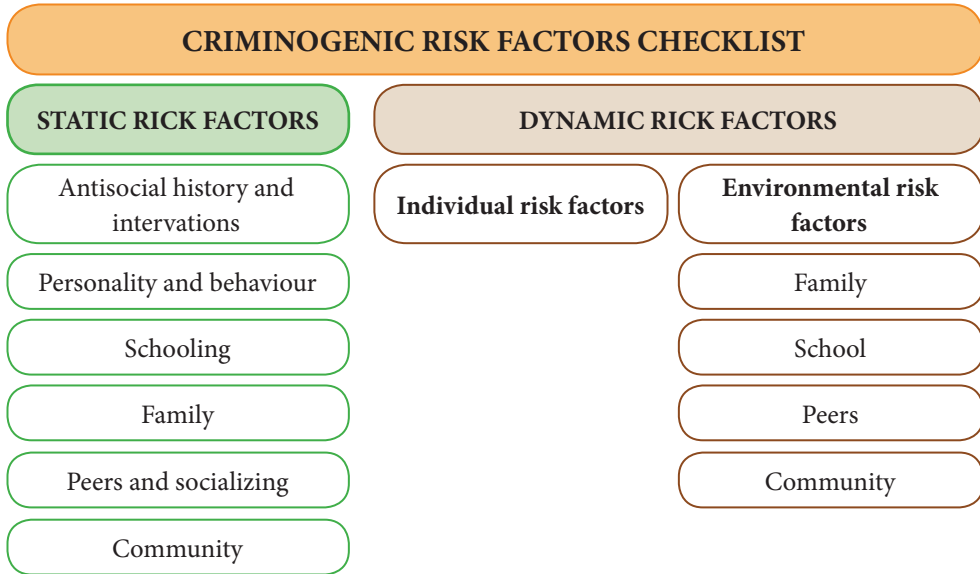 CRIMINOGENIC RISK FACTORS CHECKLIST
STATIC RICK FACTORS
Antisocial history and
intervations
Personality and behaviour
Schooling
Family
Peers and socializing
Community
DYNAMIC RICK FACTORS
Individual risk factors
Environmental risk
factors
Family
School
Peers
Community